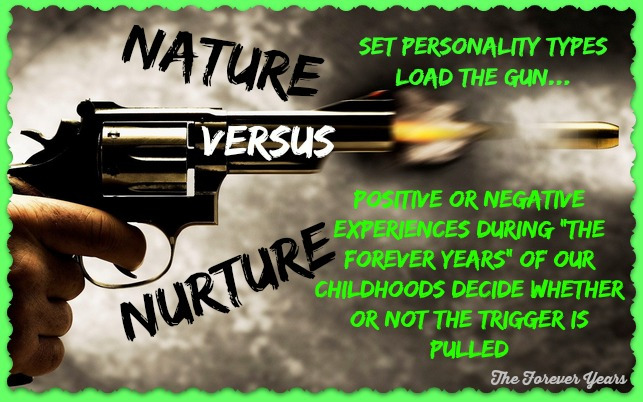 NATURE
VERSUS
NURTURE
SET PERSONALITY TYPES
LOAD THE GUN...
POSITIVE OR NEGATIVE
EXPERIENCES DURING "THE
FOREVER YEARS" OF OUR
CHILDHOODS DECIDE WHETHER
OR NOT THE TRIGGER IS
PULLED
The Forever Years